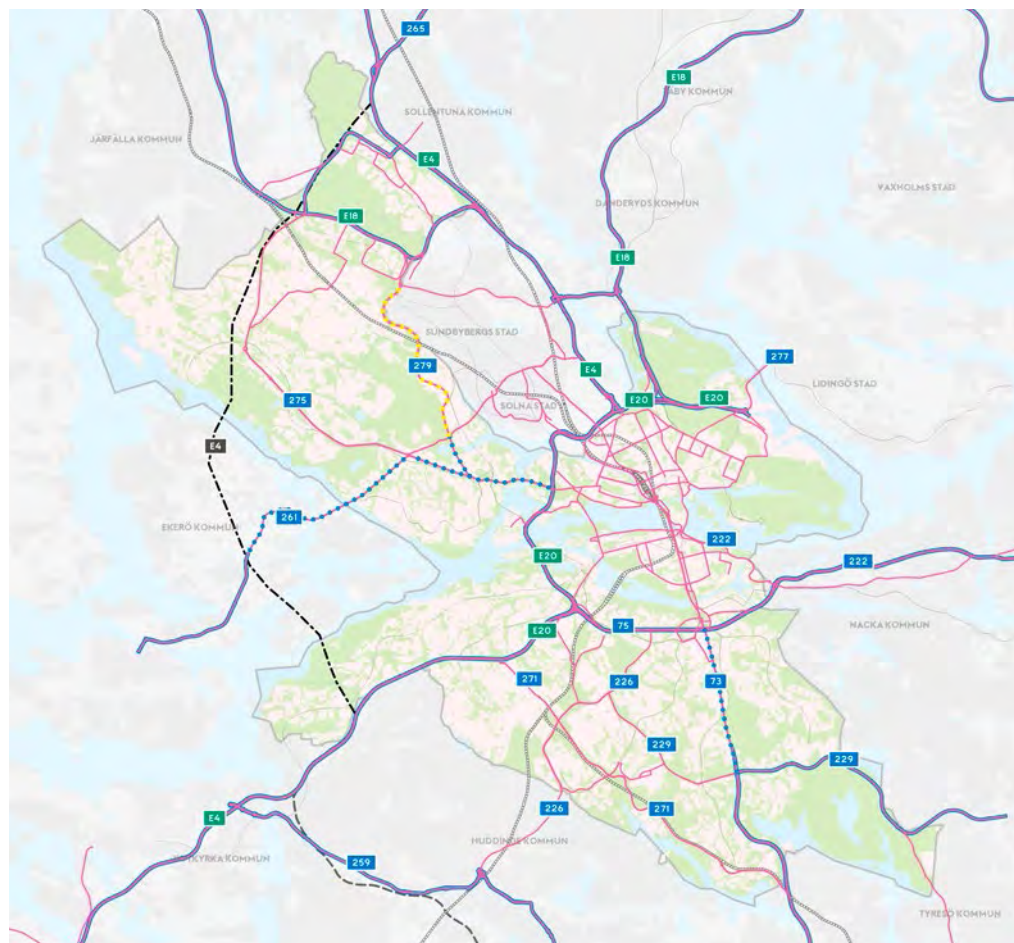 265
E18
TÄBY KOMMUN
SOLLENTUNA KOMMUN
JÄRFÄLLA KOMMUN
E4
VAXHOLMS STAD
DANDERYDS KOMMUN
E18
E18
SUNDBYBERGS STAD
277
279
E4
LIDINGÖ STAD
275
E20
E20
SOLNA STAD
E4
261
EKERÖ KOMMUN
222
E20
222
E20
75
NACKA KOMMUN
271
226
73
229
229
226
271
E4
HUDDINGE KOMMUN
BOTKYRKA KOMMUN
259
TYRESÖ KOMMUN